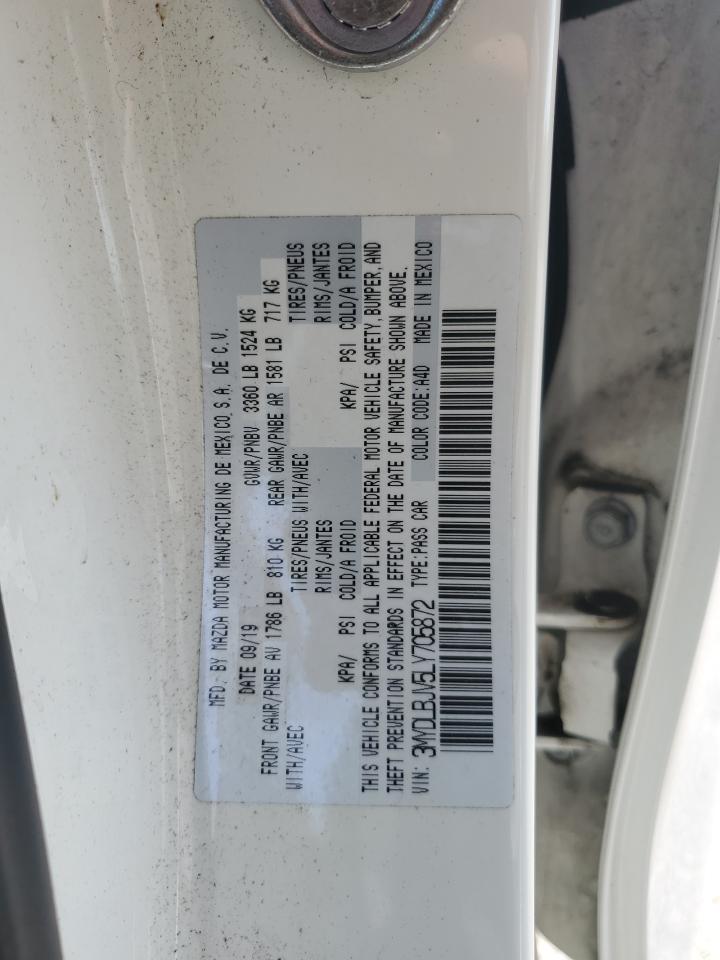 MFD. BY MAZDA MOTOR MANUFACTURING DE MEXICO, S.A. DE C.V.
DATE 09/19 GVWR/PNBV 3360 LB 1524 KG
FRONT GAWR/PNBE AV 1786 LB 810 KG REAR GAWR/PNBE AR 1581 LB 717 KG
WITH/AVEC TIRES/PNEUS WITH/AVEC TIRES/PNEUS
RIMS/JANTES RIMS/JANTES
KPA/ PSI COLD/A FROID KPA/ PSI COLD/A FROID
THIS VEHICLE CONFORMS TO ALL APPLICABLE FEDERAL MOTOR VEHICLE SAFETY, BUMPER, AND
THEFT PREVENTION STANDARDS IN EFFECT ON THE DATE OF MANUFACTURE SHOWN ABOVE.
VIN: 3MYDLBJV5LY705872 TYPE:PASS CAR COLOR CODE:A4D MADE IN MEXICO